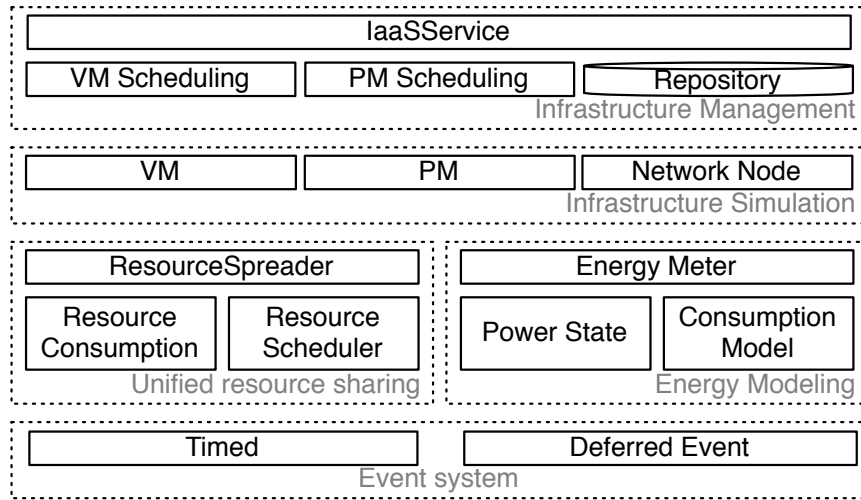 IaaSService
VM Scheduling PM Scheduling Repository
Infrastructure Management
VM PM Network Node
Infrastructure Simulation
ResourceSpreader Energy Meter
Resource Consumption Resource Scheduler Power State Consumption Model
Unified resource sharing Energy Modeling
Timed Deferred Event
Event system